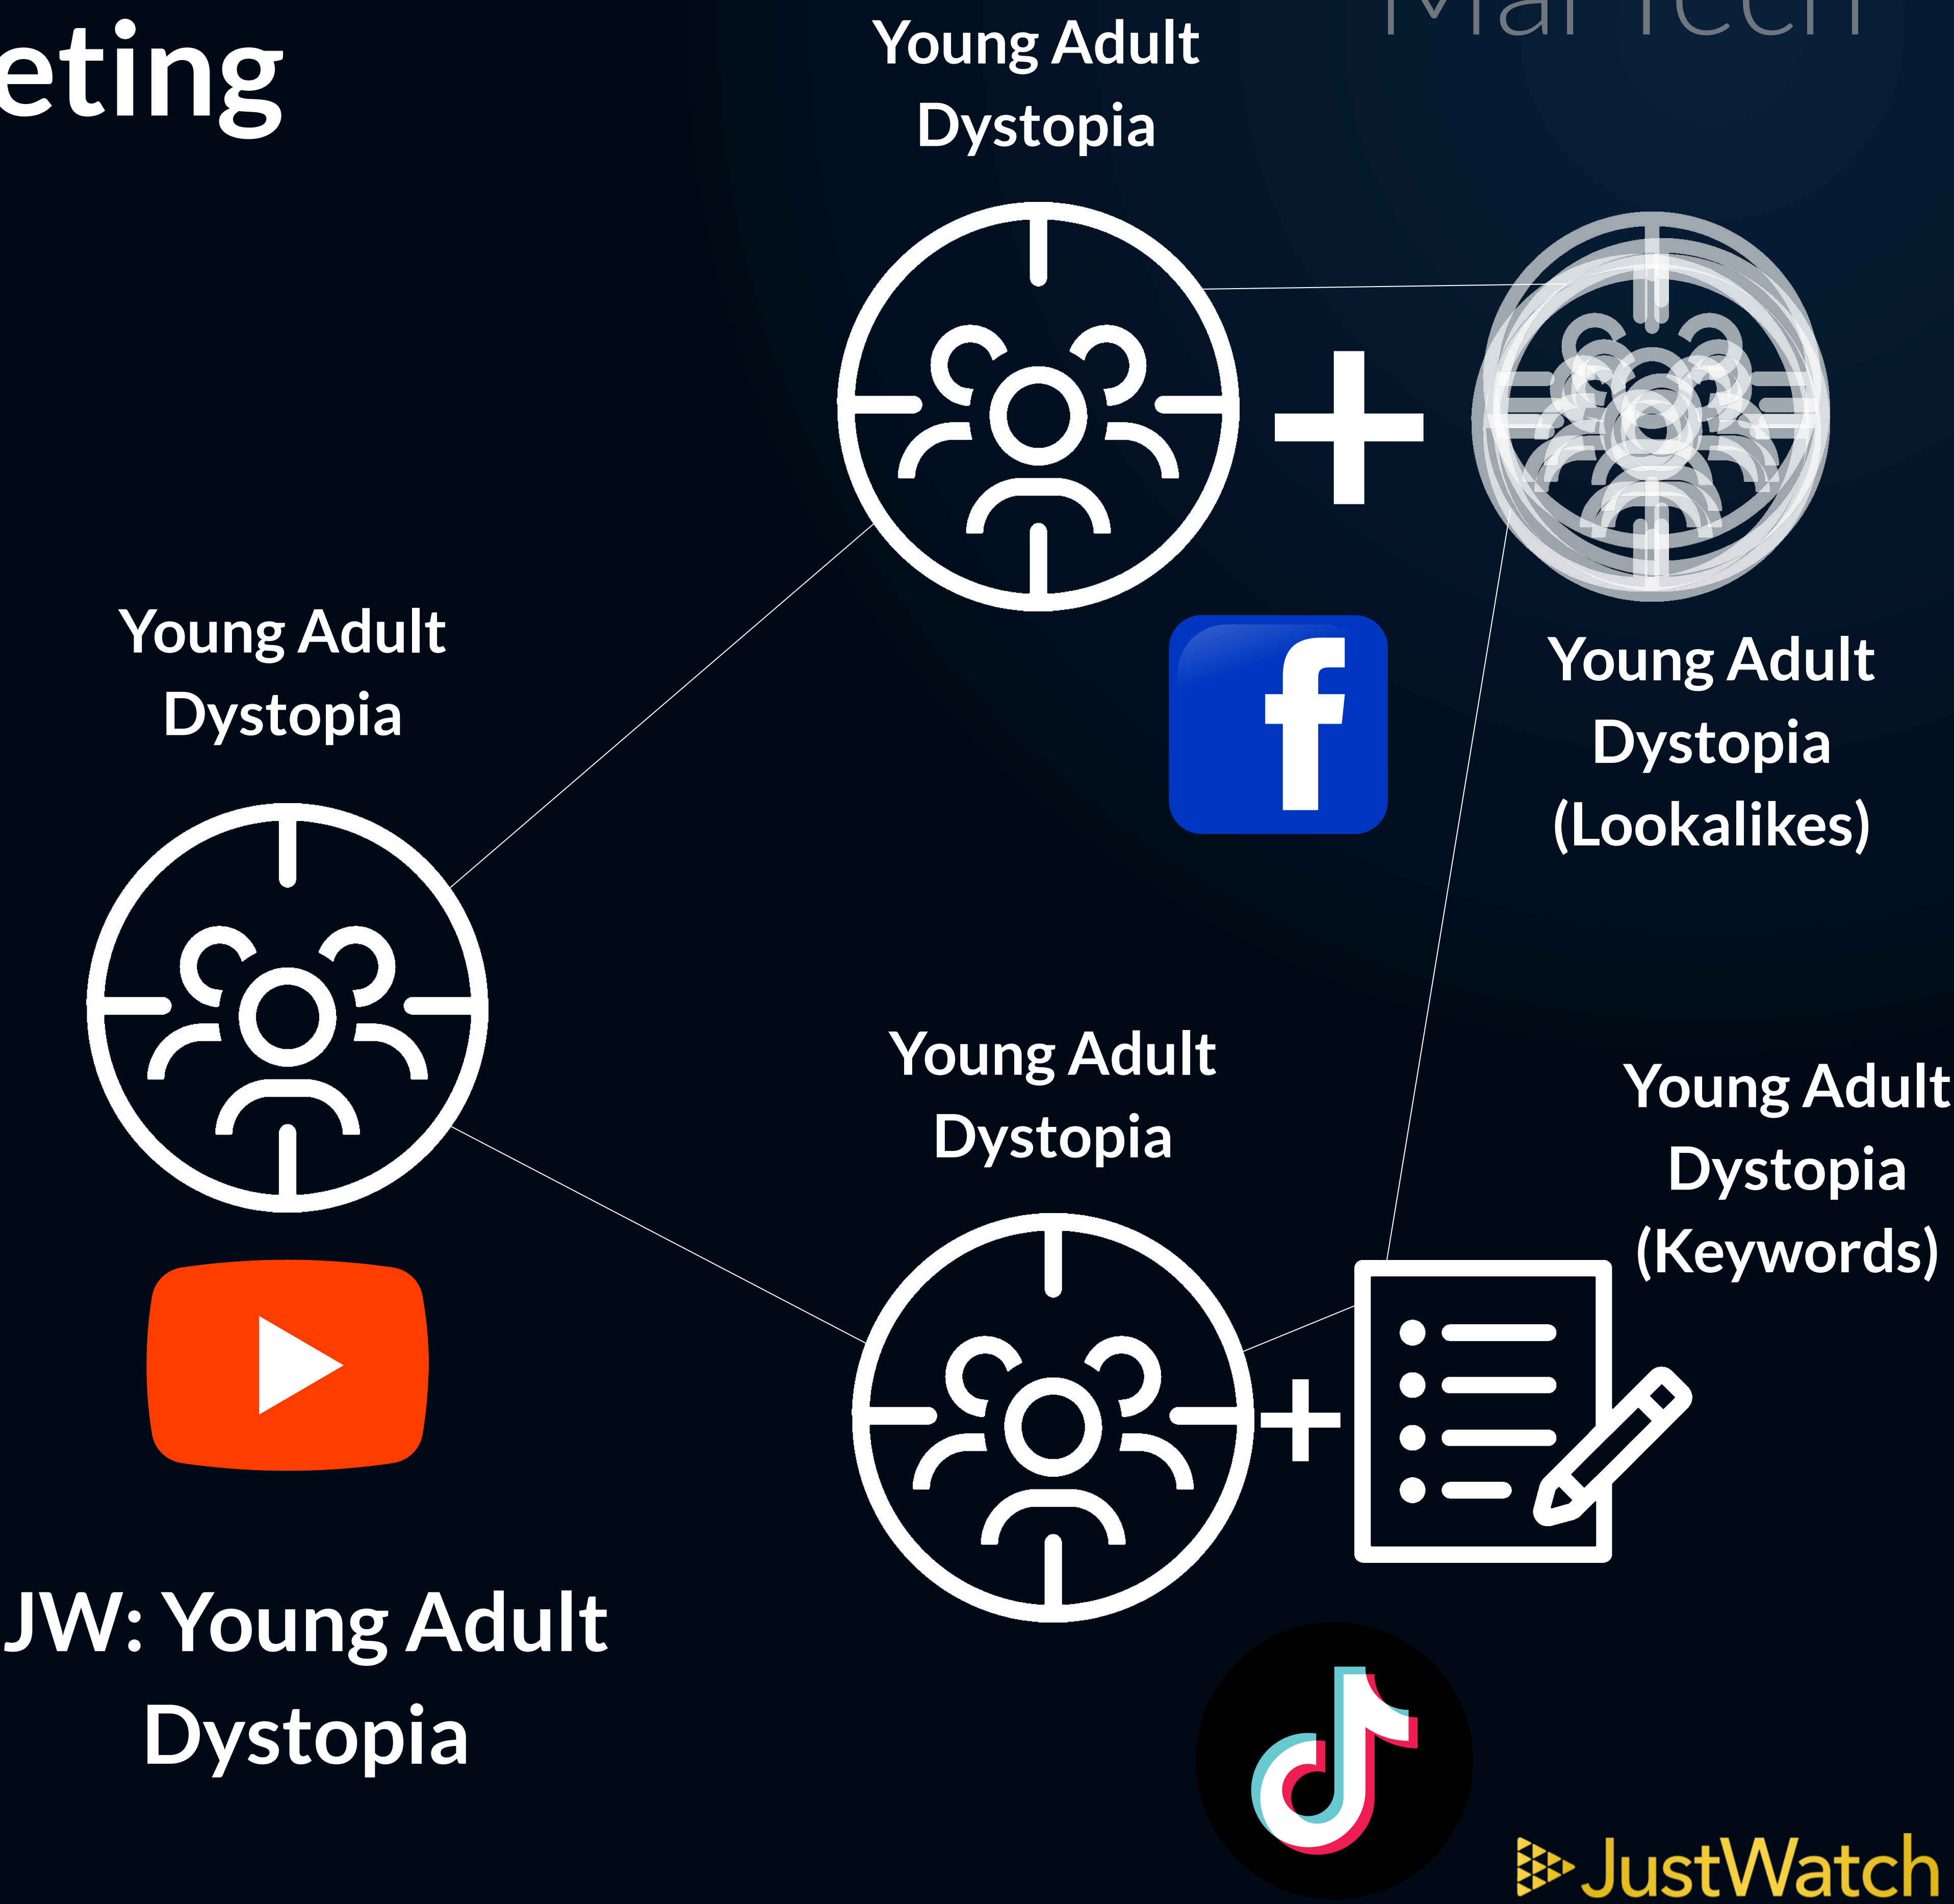 eting
Young Adult
Dystopia
Young Adult
Dystopia
Young Adult
Dystopia
(Lookalikes)
Young Adult
Dystopia
Young Adult
Dystopia
(Keywords)
JW: Young Adult
Dystopia
JustWatch